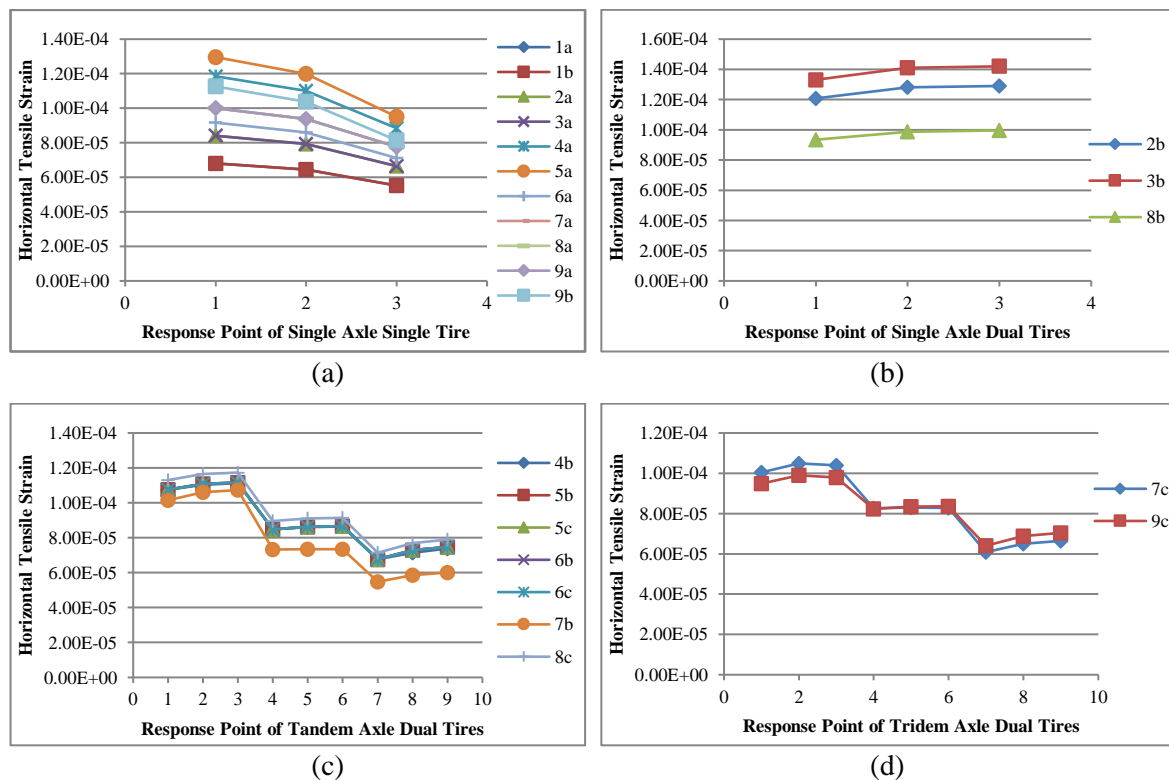 Horizontal Tensile Strain
1.40E-04
1.20E-04
1.00E-04
8.00E-05
6.00E-05
4.00E-05
2.00E-05
0.00E+00
0 1 2 3 4
Response Point of Single Axle Single Tire
1a
1b
2a
3a
4a
5a
6a
7a
8a
9a
9b
(a)
Horizontal Tensile Strain
1.60E-04
1.40E-04
1.20E-04
1.00E-04
8.00E-05
6.00E-05
4.00E-05
2.00E-05
0.00E+00
0 1 2 3 4
Response Point of Single Axle Dual Tires
2b
3b
8b
(b)
Horizontal Tensile Strain
1.40E-04
1.20E-04
1.00E-04
8.00E-05
6.00E-05
4.00E-05
2.00E-05
0.00E+00
0 1 2 3 4 5 6 7 8 9 10
Response Point of Tandem Axle Dual Tires
4b
5b
5c
6b
6c
7b
8c
(c)
Horizontal Tensile Strain
1.20E-04
1.00E-04
8.00E-05
6.00E-05
4.00E-05
2.00E-05
0.00E+00
0 2 4 6 8 10
Response Point of Tridem Axle Dual Tires
7c
9c
(d)